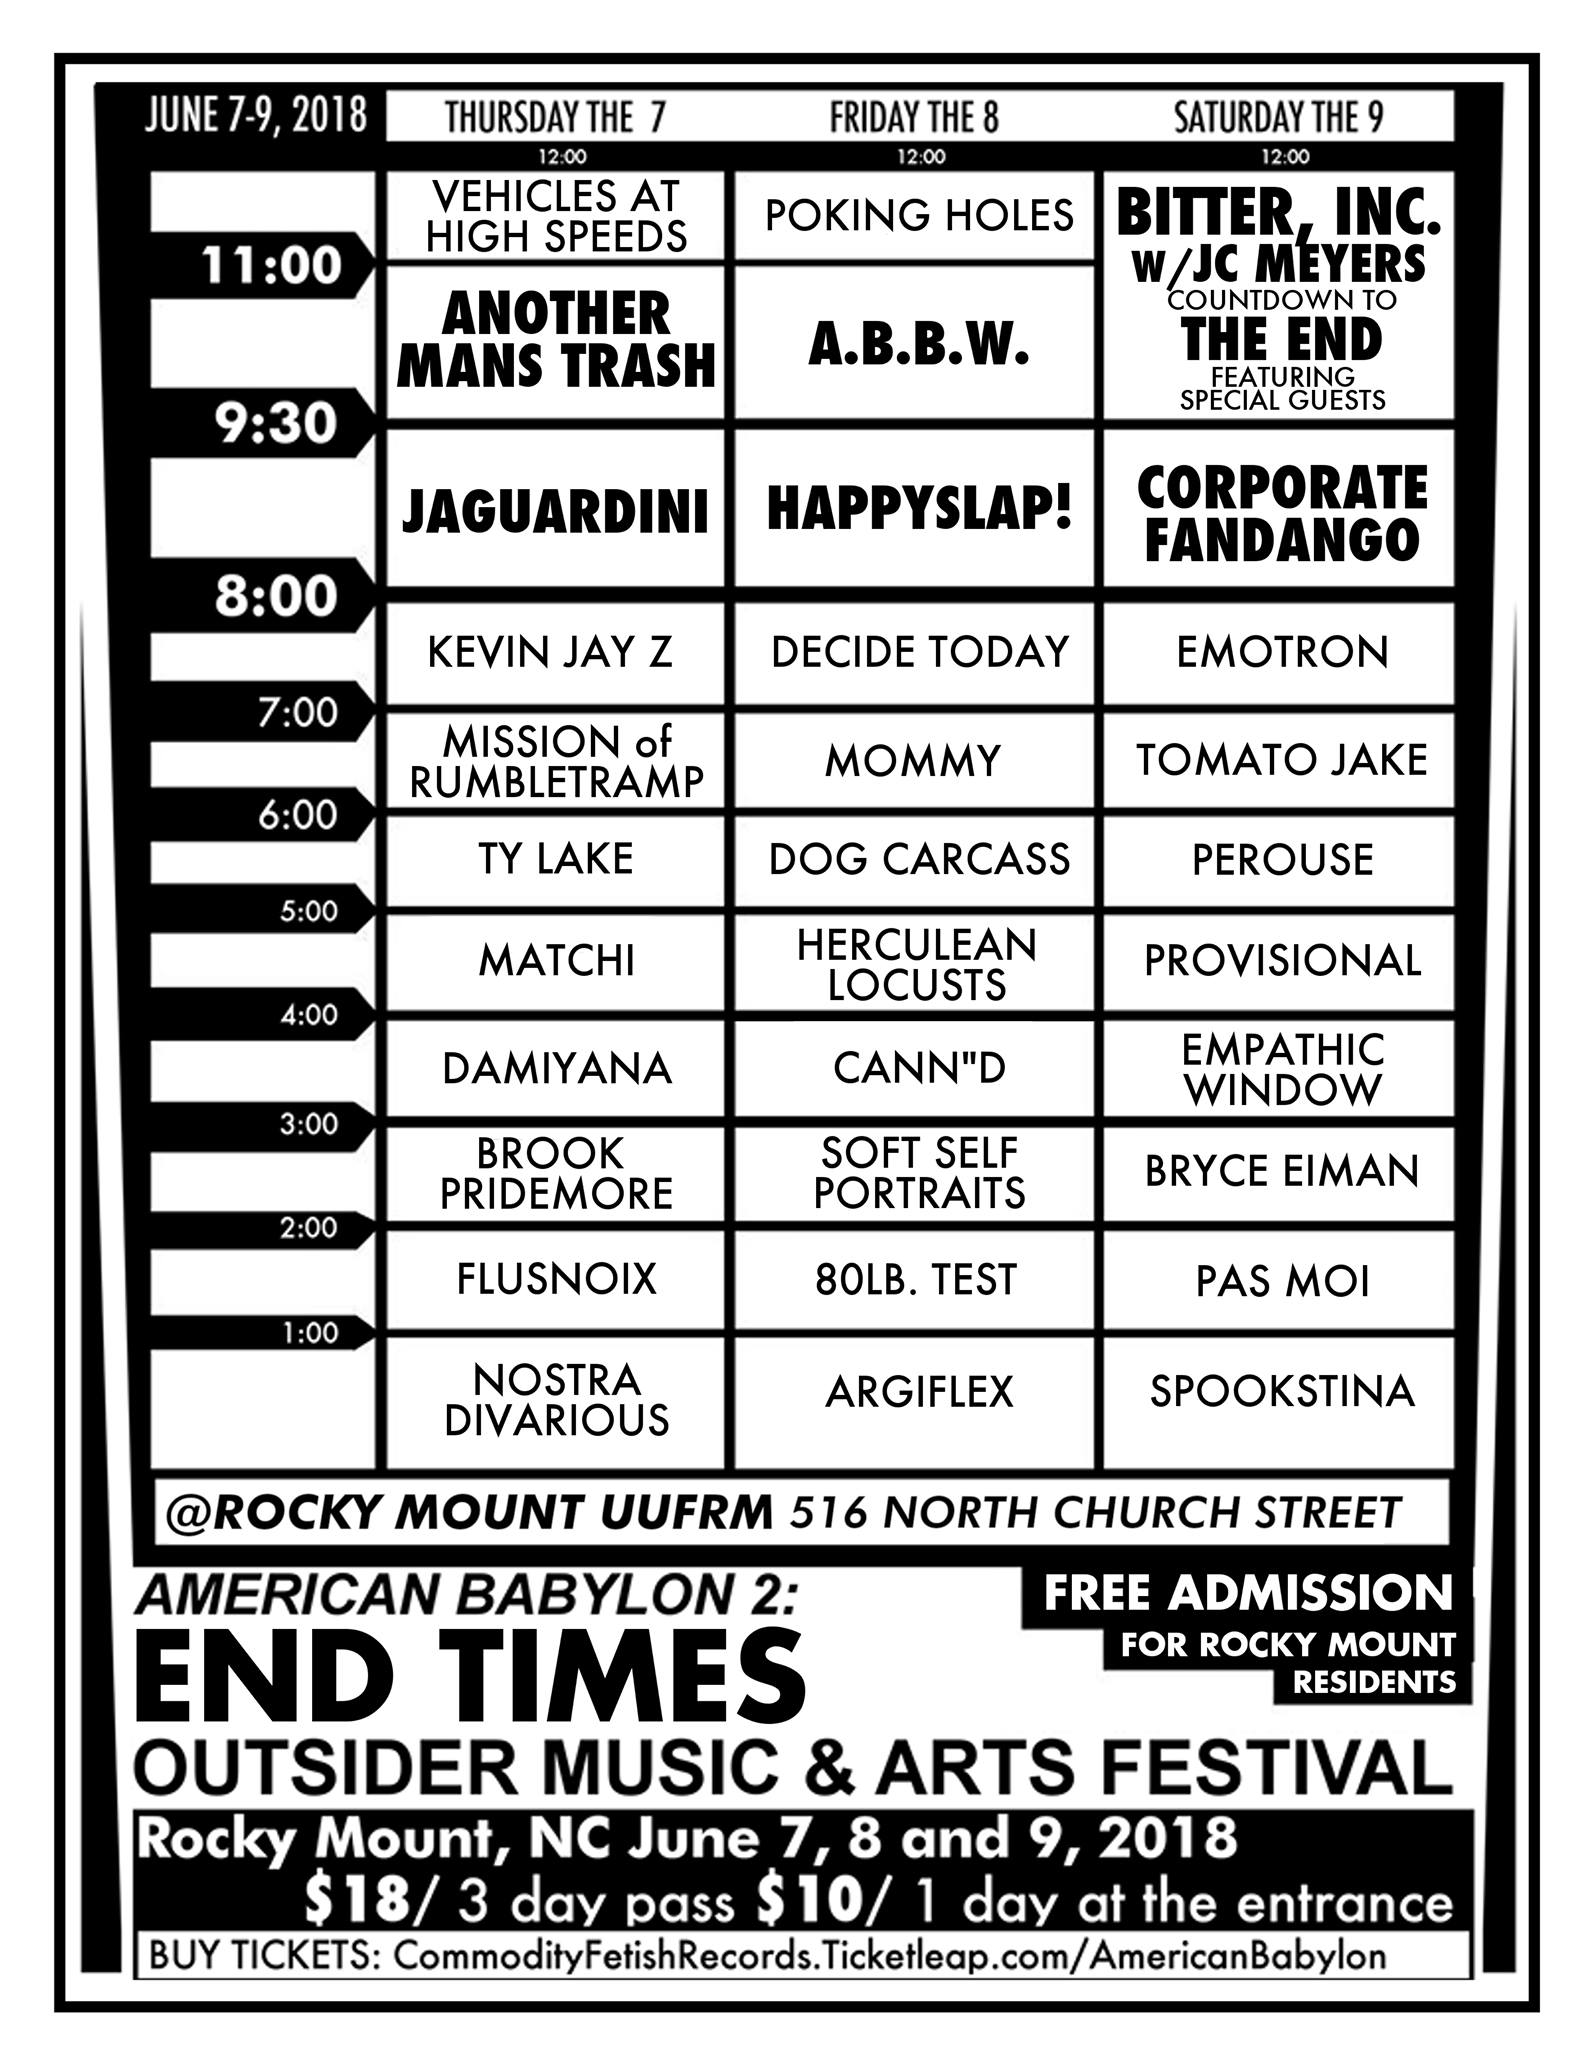 JUNE 7-9, 2018
THURSDAY THE 7
FRIDAY THE 8
SATURDAY THE 9
12:00
12:00
12:00
VEHICLES AT
HIGH SPEEDS
POKING HOLES
BITTER, INC.
W/JC MEYERS
COUNTDOWN TO
THE END
FEATURING
SPECIAL GUESTS
11:00
ANOTHER
MANS TRASH
A.B.B.W.
9:30
JAGUARDINI
HAPPYSLAP!
CORPORATE
FANDANGO
8:00
KEVIN JAY Z
DECIDE TODAY
EMOTRON
7:00
MISSION of
RUMBLETRAMP
MOMMY
TOMATO JAKE
6:00
TY LAKE
DOG CARCASS
PEROUSE
5:00
MATCHI
HERCULEAN
LOCUSTS
PROVISIONAL
4:00
DAMIYANA
CANN"D
EMPATHIC
WINDOW
3:00
BROOK
PRIDEMORE
SOFT SELF
PORTRAITS
BRYCE EIMAN
2:00
FLUSNOIX
80LB. TEST
PAS MOI
1:00
NOSTRA
DIVARIOUS
ARGIFLEX
SPOOKSTINA
@ROCKY MOUNT UUFRM 516 NORTH CHURCH STREET
AMERICAN BABYLON 2:
END TIMES
FREE ADMISSION
FOR ROCKY MOUNT
RESIDENTS
OUTSIDER MUSIC & ARTS FESTIVAL
Rocky Mount, NC June 7, 8 and 9, 2018
$18/ 3 day pass $10/ 1 day at the entrance
BUY TICKETS: CommodityFetishRecords.Ticketleap.com/AmericanBabylon